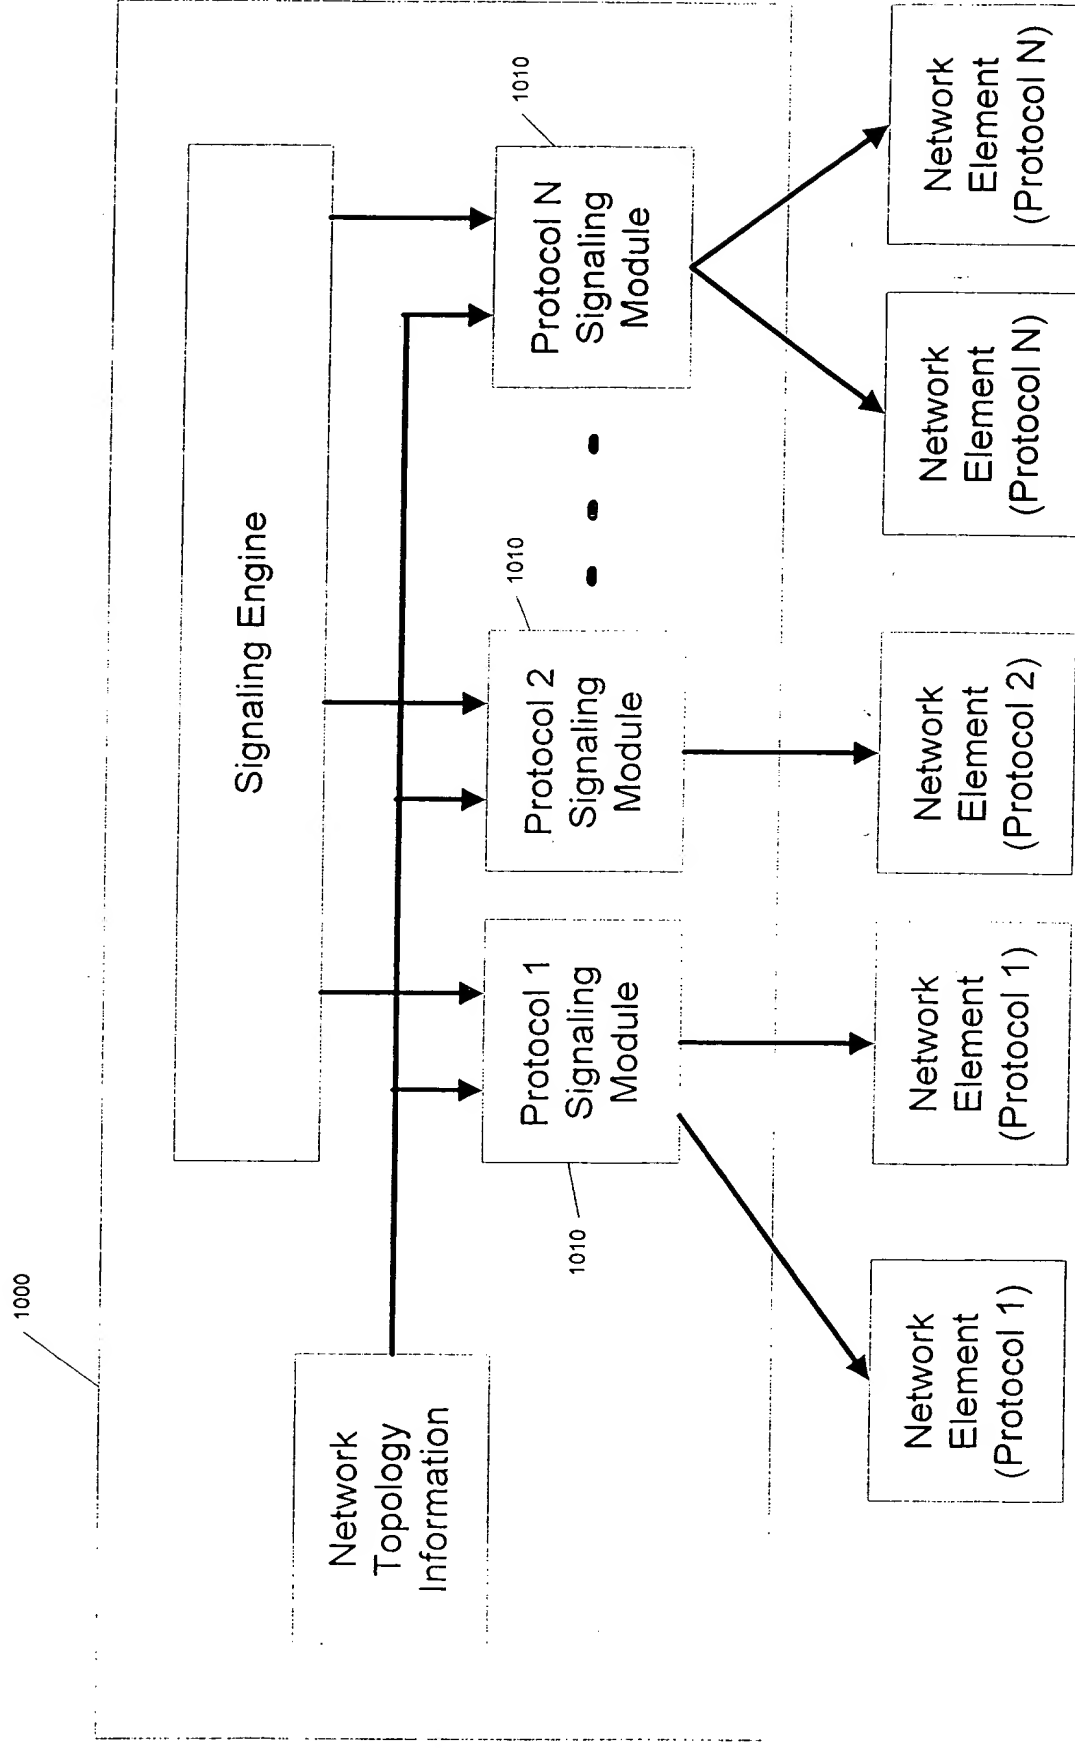 1000
Signaling Engine
Network
Topology
Information
Protocol 1
Signaling
Module
1010
Protocol 2
Signaling
Module
1010
Protocol N
Signaling
Module
1010
Network
Element
(Protocol 1)
Network
Element
(Protocol 1)
Network
Element
(Protocol 2)
Network
Element
(Protocol N)
Network
Element
(Protocol N)